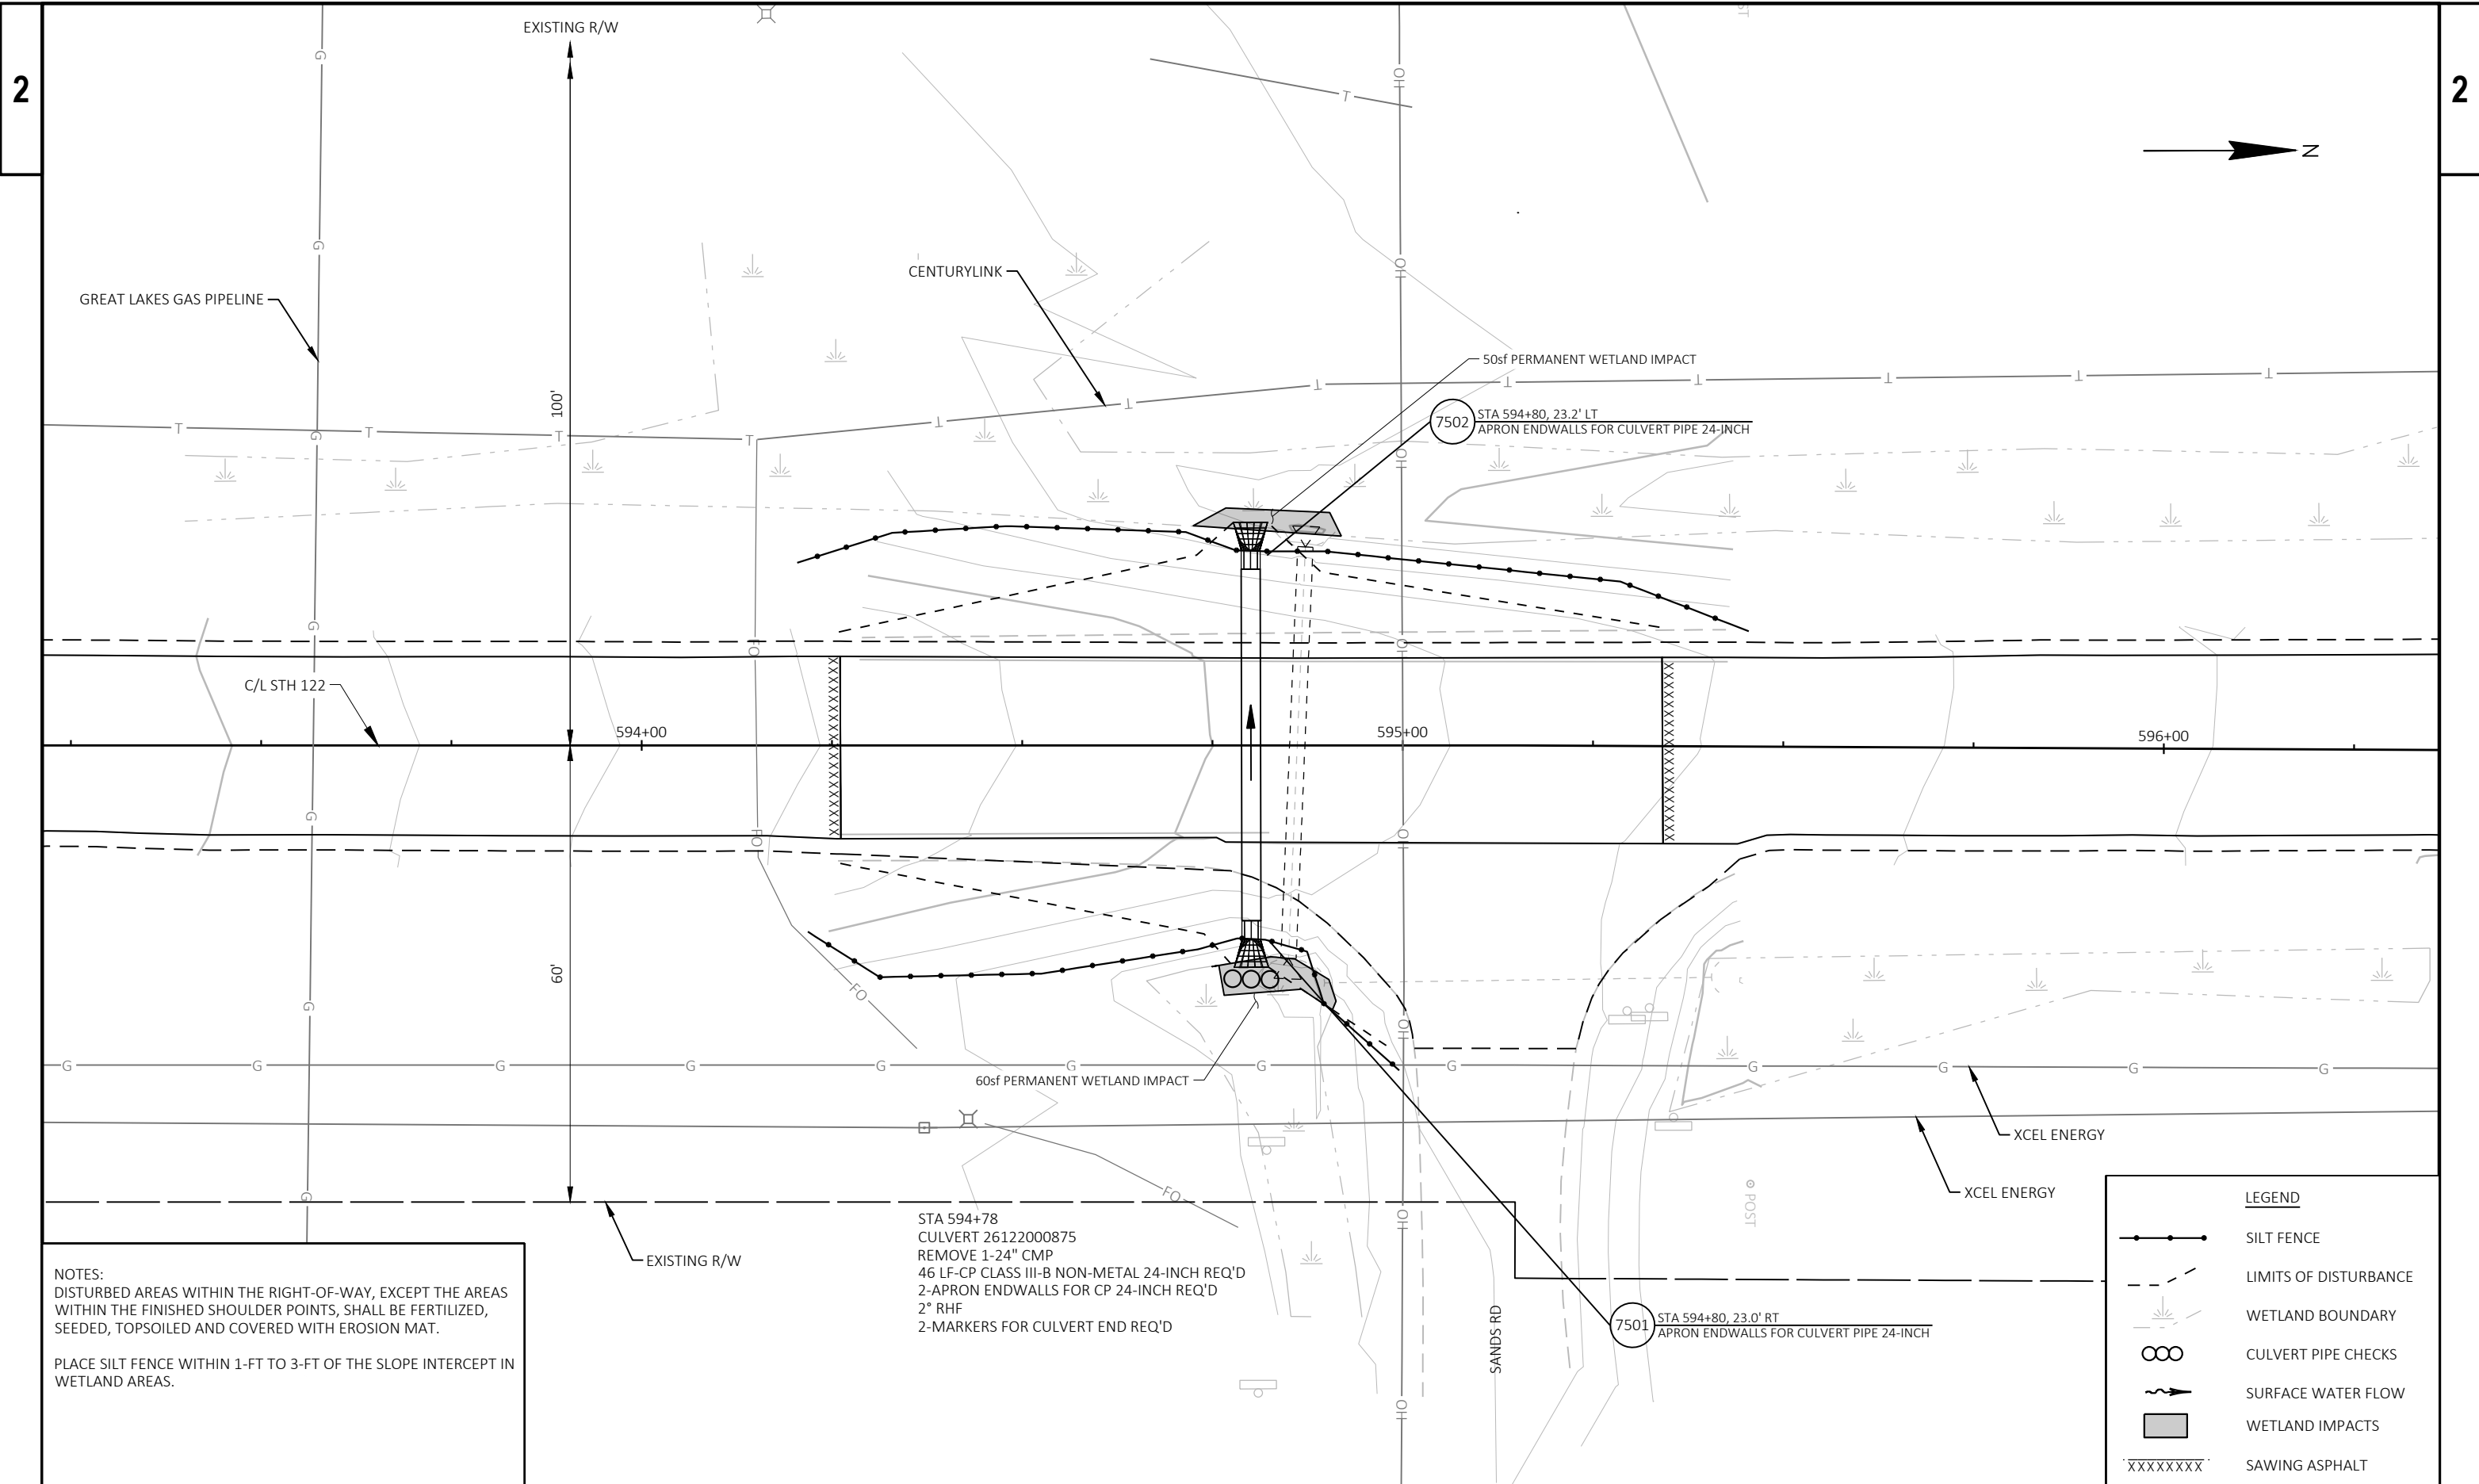 2
2
EXISTING R/W
N
CENTURYLINK
GREAT LAKES GAS PIPELINE
100'
50sf PERMANENT WETLAND IMPACT
7502
STA 594+80, 23.2' LT
APRON ENDWALLS FOR CULVERT PIPE 24-INCH
C/L STH 122
594+00
595+00
596+00
60'
60sf PERMANENT WETLAND IMPACT
XCEL ENERGY
XCEL ENERGY
POST
EXISTING R/W
STA 594+78
CULVERT 26122000875
REMOVE 1-24" CMP
46 LF-CP CLASS III-B NON-METAL 24-INCH REQ'D
2-APRON ENDWALLS FOR CP 24-INCH REQ'D
2° RHF
2-MARKERS FOR CULVERT END REQ'D
SANDS RD
7501
STA 594+80, 23.0' RT
APRON ENDWALLS FOR CULVERT PIPE 24-INCH
NOTES:
DISTURBED AREAS WITHIN THE RIGHT-OF-WAY, EXCEPT THE AREAS
WITHIN THE FINISHED SHOULDER POINTS, SHALL BE FERTILIZED,
SEEDED, TOPSOILED AND COVERED WITH EROSION MAT.
PLACE SILT FENCE WITHIN 1-FT TO 3-FT OF THE SLOPE INTERCEPT IN
WETLAND AREAS.
LEGEND
SILT FENCE
LIMITS OF DISTURBANCE
WETLAND BOUNDARY
CULVERT PIPE CHECKS
SURFACE WATER FLOW
WETLAND IMPACTS
XXXXXXXX SAWING ASPHALT